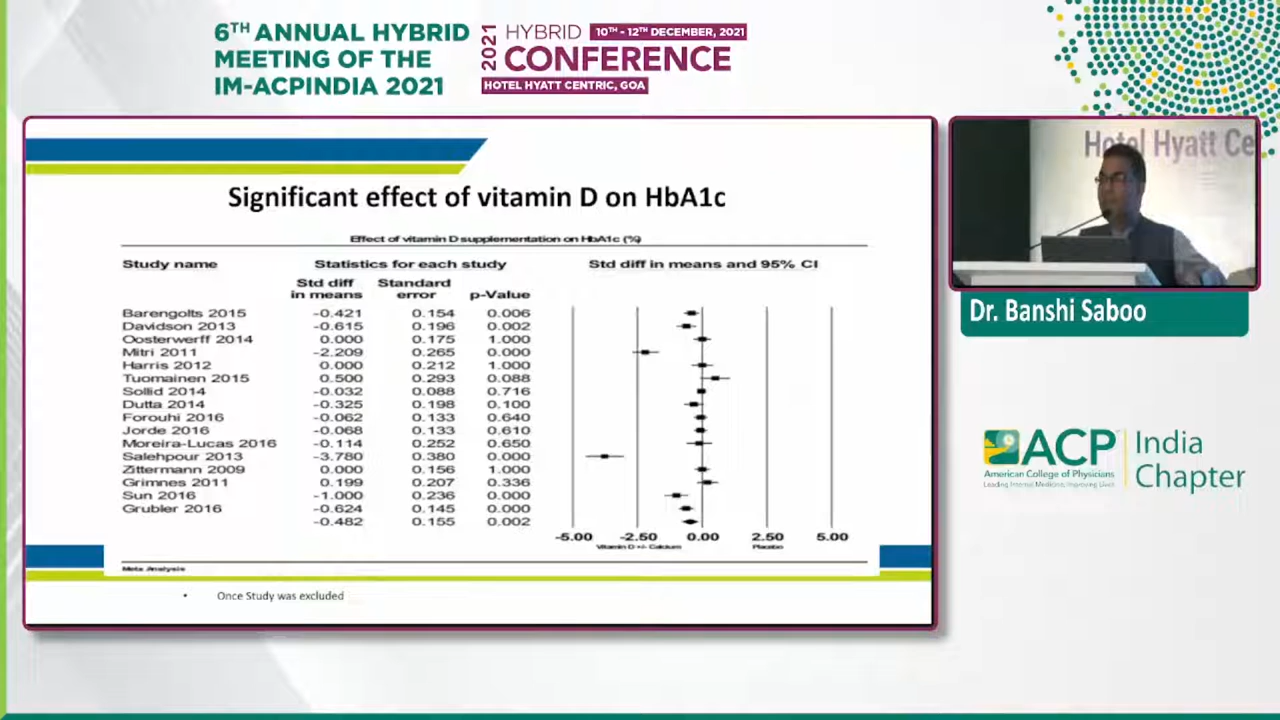 6TH ANNUAL HYBRID
MEETING OF THE
IM-ACPINDIA 2021
2021
HYBRID 10TH - 12TH DECEMBER, 2021
CONFERENCE
HOTEL HYATT CENTRIC, GOA
Significant effect of vitamin D on HbA1c
Effect of vitamin D supplementation on HbA1c (%)
Study name Statistics for each study Std diff in means and 95% CI
Std diff Standard
in means error p-Value
Barengolts 2015 -0.421 0.154 0.006
Davidson 2013 -0.615 0.196 0.002
Oosterwerff 2014 0.000 0.175 1.000
Mitri 2011 -2.209 0.265 0.000
Harris 2012 0.000 0.212 1.000
Tuomainen 2015 0.500 0.293 0.088
Sollid 2014 -0.032 0.088 0.716
Dutta 2014 -0.325 0.198 0.100
Forouhi 2016 -0.062 0.133 0.640
Jorde 2016 -0.068 0.133 0.610
Moreira-Lucas 2016 -0.114 0.252 0.650
Salehpour 2013 -3.780 0.380 0.000
Zittermann 2009 0.000 0.156 1.000
Grimnes 2011 0.199 0.207 0.336
Sun 2016 -1.000 0.236 0.000
Grubler 2016 -0.624 0.145 0.000
-0.482 0.155 0.002
-5.00 -2.50 0.00 2.50 5.00
Vitamin D +/- Calcium Placebo
Meta Analysis
• Once Study was excluded
Hotel Hyatt Ce
Dr. Banshi Saboo
ACP India
American College of Physicians Chapter
Leading Internal Medicine, Improving Lives